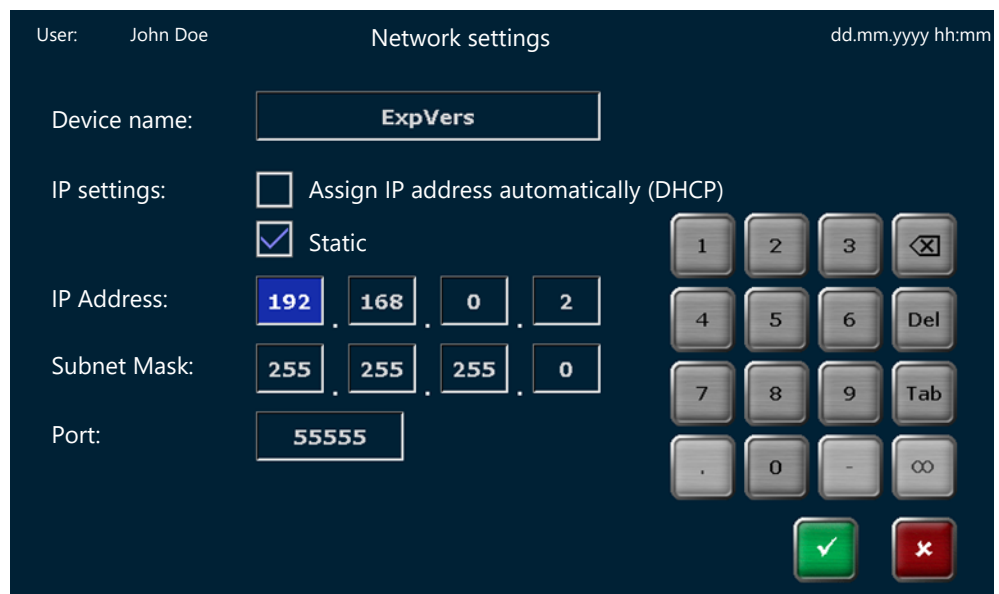 User: John Doe Network settings dd.mm.yyyy hh:mm
Device name: ExpVers
IP settings: Assign IP address automatically (DHCP)
Static
1 2 3
IP Address: 192 . 168 . 0 . 2
4 5 6 Del
Subnet Mask: 255 . 255 . 255 . 0
7 8 9 Tab
Port: 55555
. 0 - ∞